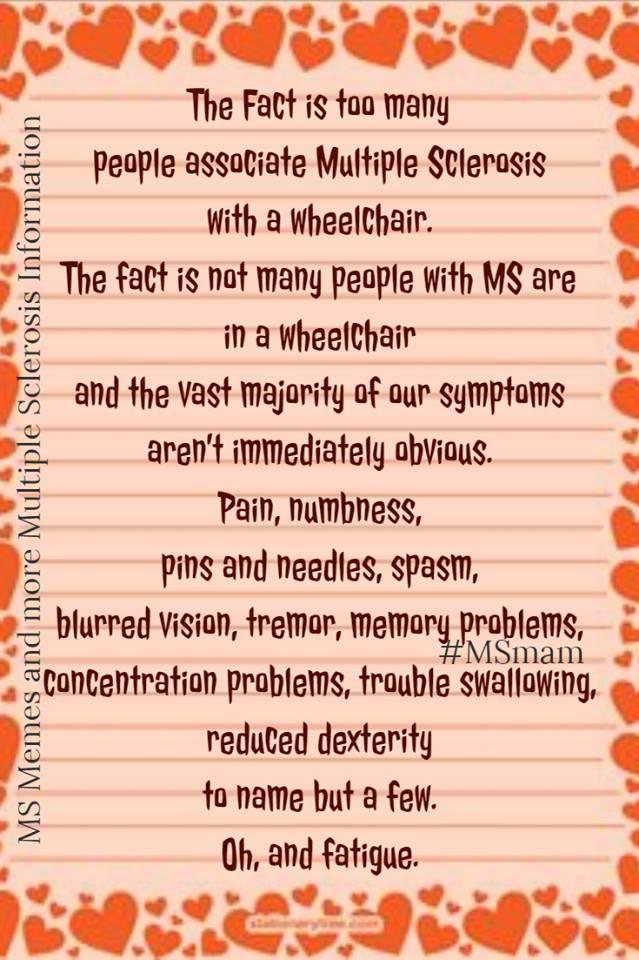 The Fact is too many
people associate Multiple Sclerosis
with a wheelchair.
The fact is not many people with MS are
in a wheelchair
and the vast majority of our symptoms
aren't immediately obvious.
Pain, numbness,
pins and needles, spasm,
blurred vision, tremor, memory problems,
#MSmam
concentration problems, trouble swallowing,
reduced dexterity
to name but a few.
Oh, and fatigue.
MS Memes and more Multiple Sclerosis Information
stationerytree.com